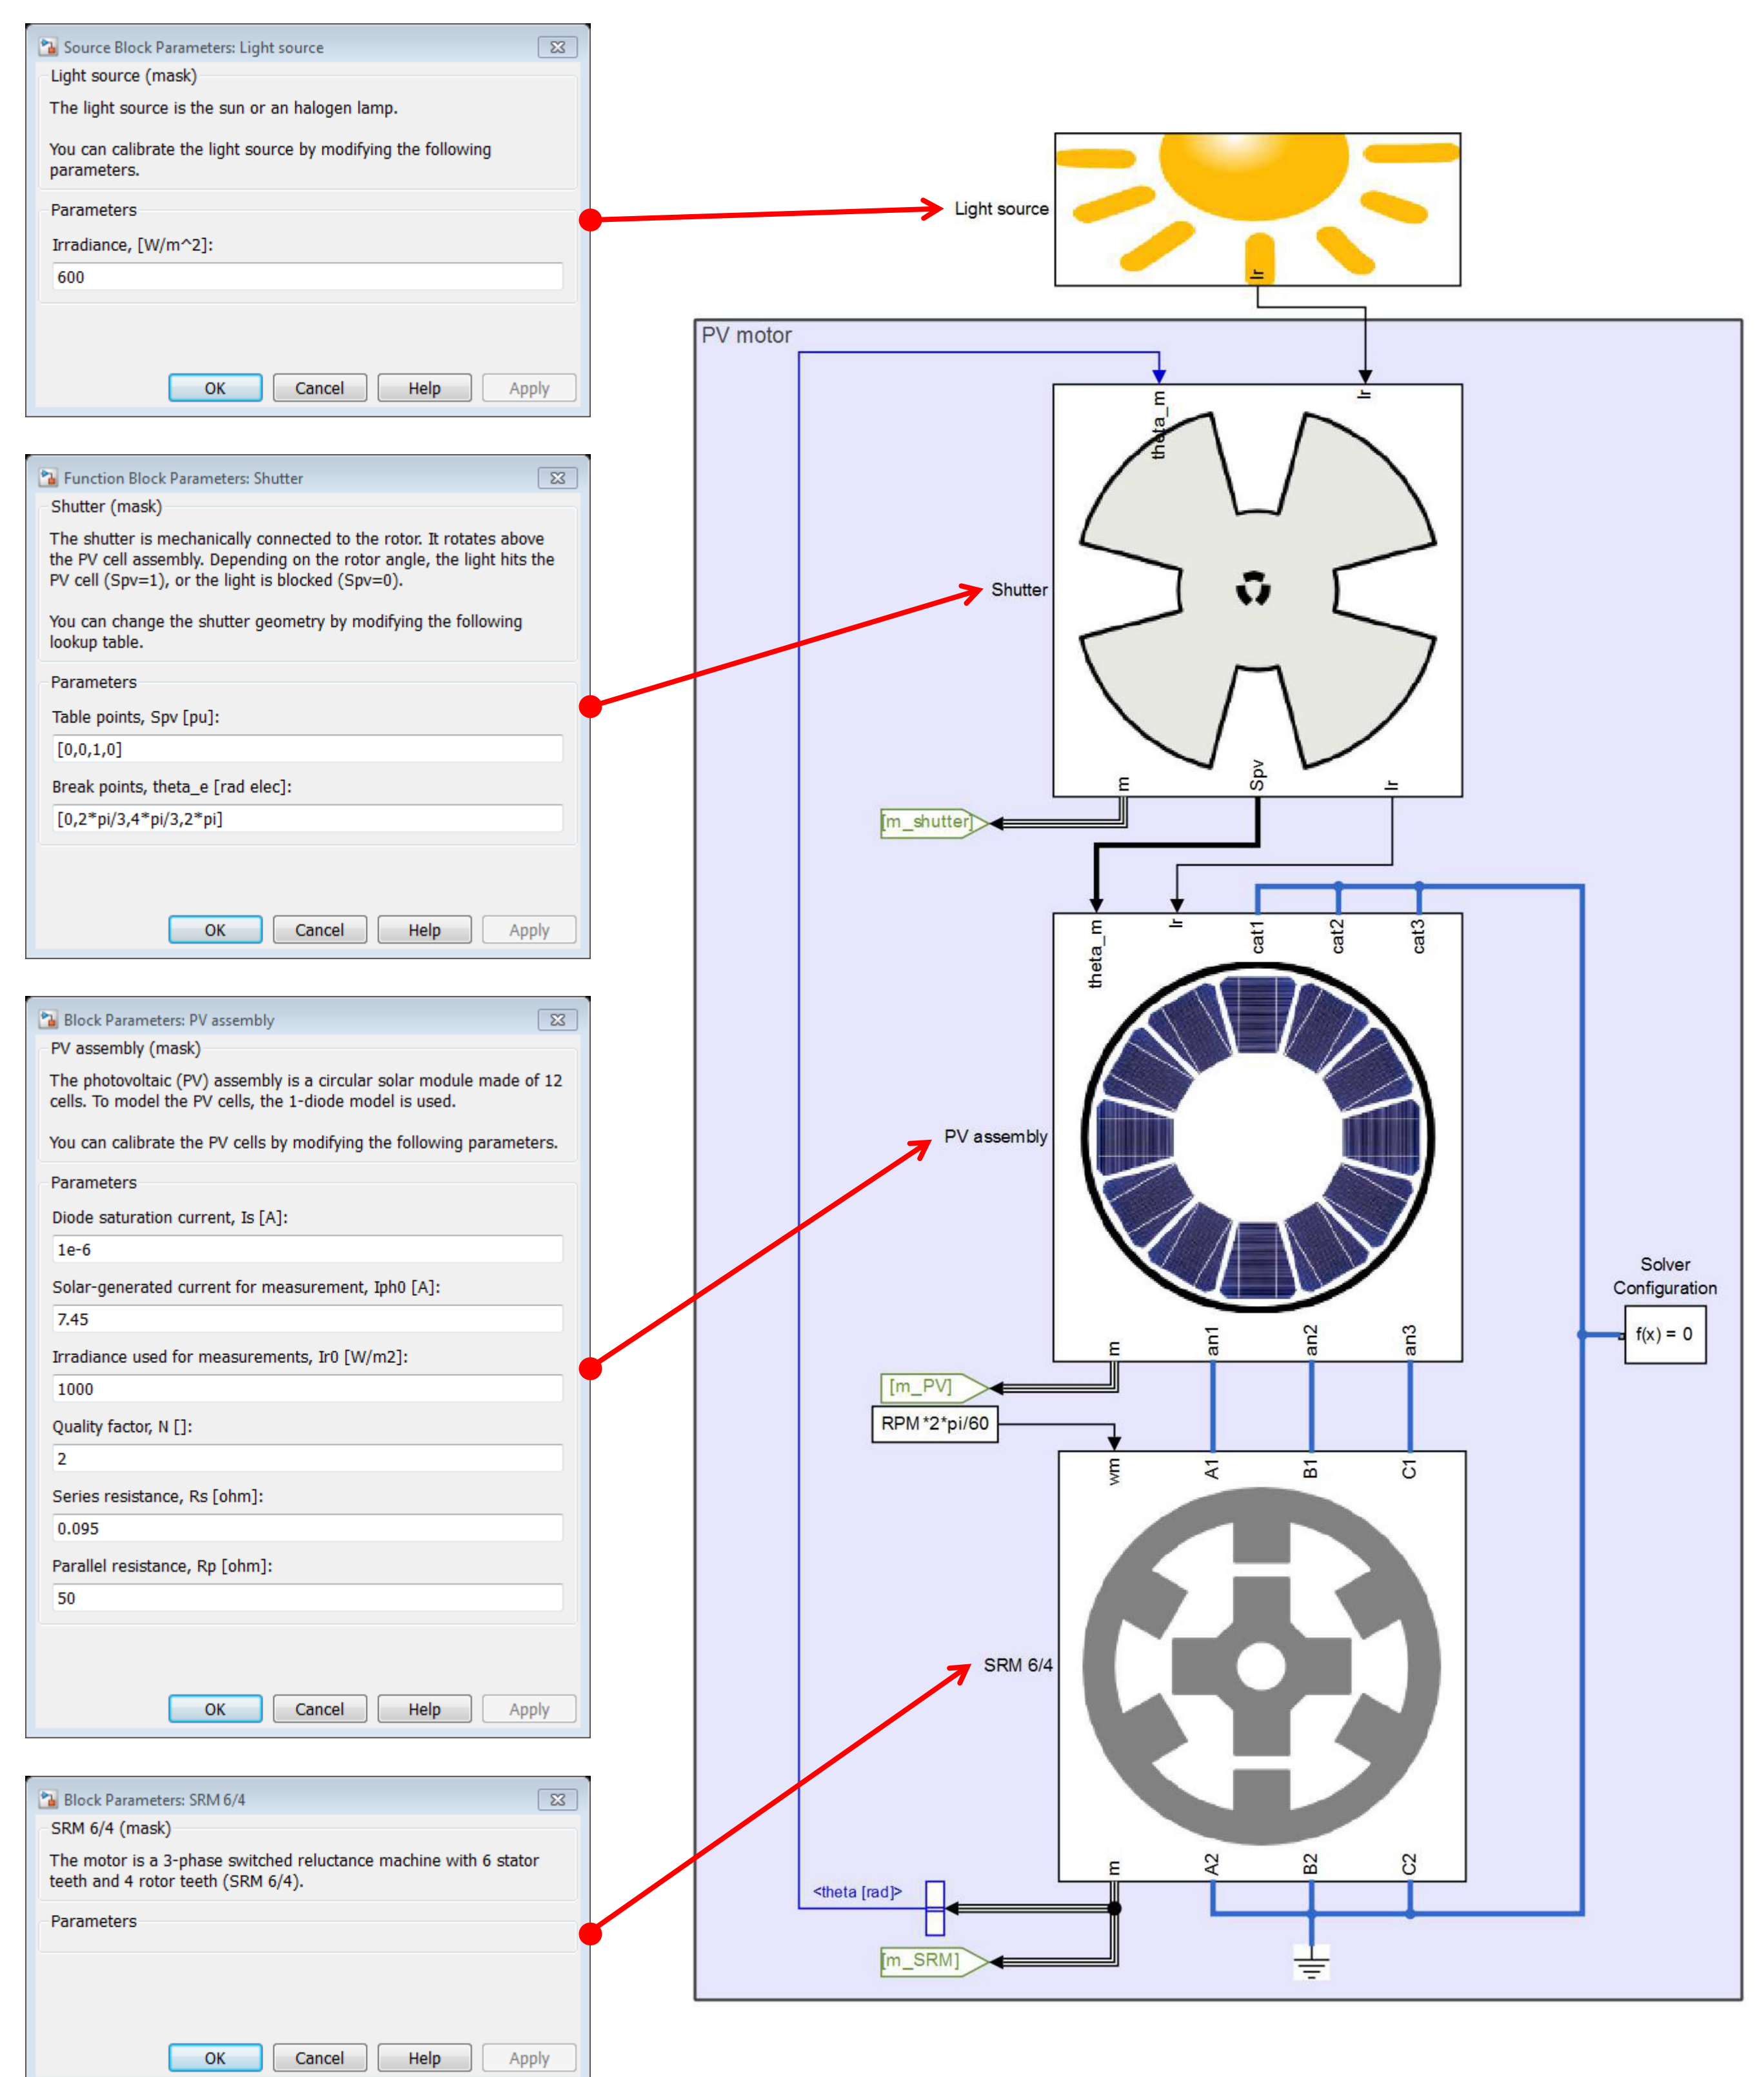 Source Block Parameters: Light source
Light source (mask)
The light source is the sun or an halogen lamp.
You can calibrate the light source by modifying the following
parameters.
Parameters
Irradiance, [W/m^2]:
600
OK Cancel Help Apply
Function Block Parameters: Shutter
Shutter (mask)
The shutter is mechanically connected to the rotor. It rotates above
the PV cell assembly. Depending on the rotor angle, the light hits the
PV cell (Spv=1), or the light is blocked (Spv=0).
You can change the shutter geometry by modifying the following
lookup table.
Parameters
Table points, Spv [pu]:
[0,0,1,0]
Break points, theta_e [rad elec]:
[0,2*pi/3,4*pi/3,2*pi]
OK Cancel Help Apply
Block Parameters: PV assembly
PV assembly (mask)
The photovoltaic (PV) assembly is a circular solar module made of 12
cells. To model the PV cells, the 1-diode model is used.
You can calibrate the PV cells by modifying the following parameters.
Parameters
Diode saturation current, Is [A]:
1e-6
Solar-generated current for measurement, Iph0 [A]:
7.45
Irradiance used for measurements, Ir0 [W/m2]:
1000
Quality factor, N []:
2
Series resistance, Rs [ohm]:
0.095
Parallel resistance, Rp [ohm]:
50
OK Cancel Help Apply
Block Parameters: SRM 6/4
SRM 6/4 (mask)
The motor is a 3-phase switched reluctance machine with 6 stator
teeth and 4 rotor teeth (SRM 6/4).
Parameters
OK Cancel Help Apply
Light source
Ir
PV motor
theta_m
Ir
Shutter
m
Spv
Ir
[m_shutter]
theta_m
Ir
cat1
cat2
cat3
PV assembly
Solver
Configuration
f(x) = 0
m
an1
an2
an3
[m_PV]
RPM*2*pi/60
wm
A1
B1
C1
SRM 6/4
m
A2
B2
C2
<theta [rad]>
[m_SRM]